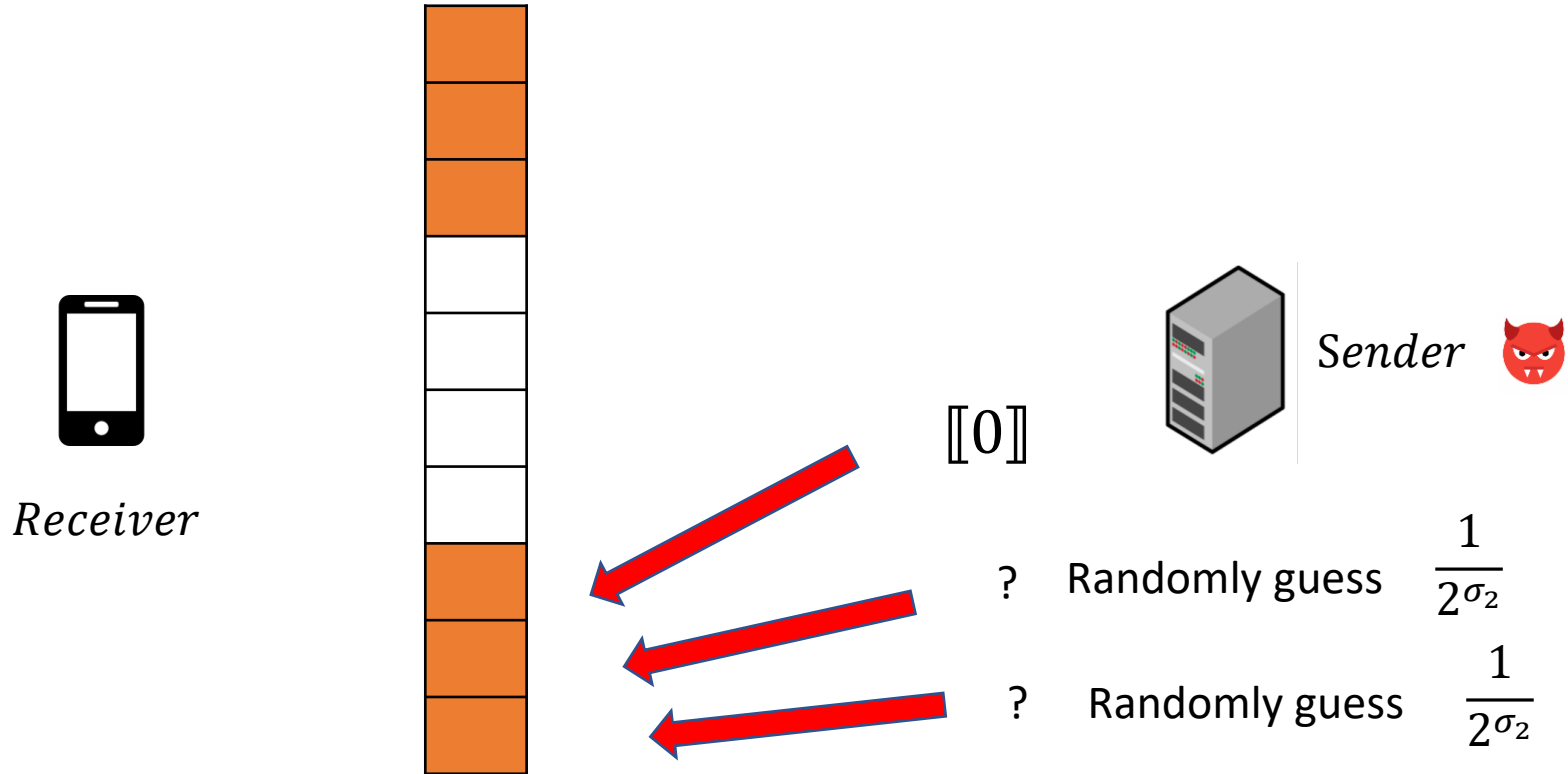 Sender
⟦0⟧
Receiver
? Randomly guess 1/2^σ₂
? Randomly guess 1/2^σ₂